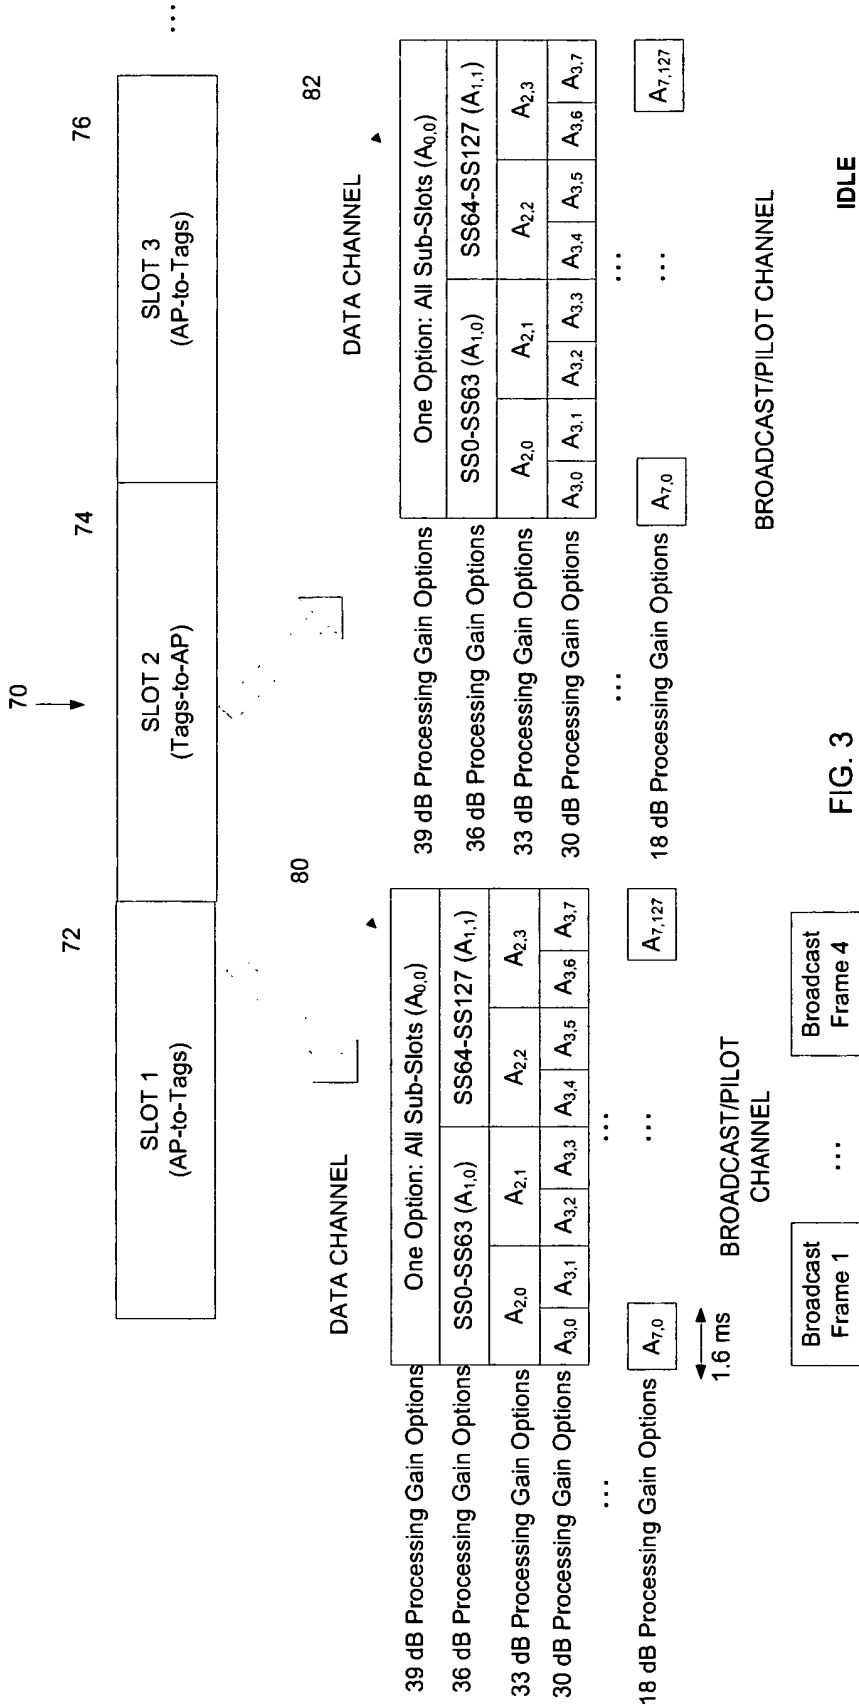 70
72
74
76
SLOT 1
(AP-to-Tags)
SLOT 2
(Tags-to-AP)
SLOT 3
(AP-to-Tags)
...
80
DATA CHANNEL
39 dB Processing Gain Options
One Option: All Sub-Slots (A0,0)
36 dB Processing Gain Options
SS0-SS63 (A1,0)
SS64-SS127 (A1,1)
33 dB Processing Gain Options
A2,0
A2,1
A2,2
A2,3
30 dB Processing Gain Options
A3,0
A3,1
A3,2
A3,3
A3,4
A3,5
A3,6
A3,7
...
...
18 dB Processing Gain Options
A7,0
...
A7,127
1.6 ms
BROADCAST/PILOT
CHANNEL
Broadcast
Frame 1
...
Broadcast
Frame 4
82
DATA CHANNEL
39 dB Processing Gain Options
One Option: All Sub-Slots (A0,0)
36 dB Processing Gain Options
SS0-SS63 (A1,0)
SS64-SS127 (A1,1)
33 dB Processing Gain Options
A2,0
A2,1
A2,2
A2,3
30 dB Processing Gain Options
A3,0
A3,1
A3,2
A3,3
A3,4
A3,5
A3,6
A3,7
...
...
18 dB Processing Gain Options
A7,0
...
A7,127
BROADCAST/PILOT CHANNEL
IDLE
FIG. 3